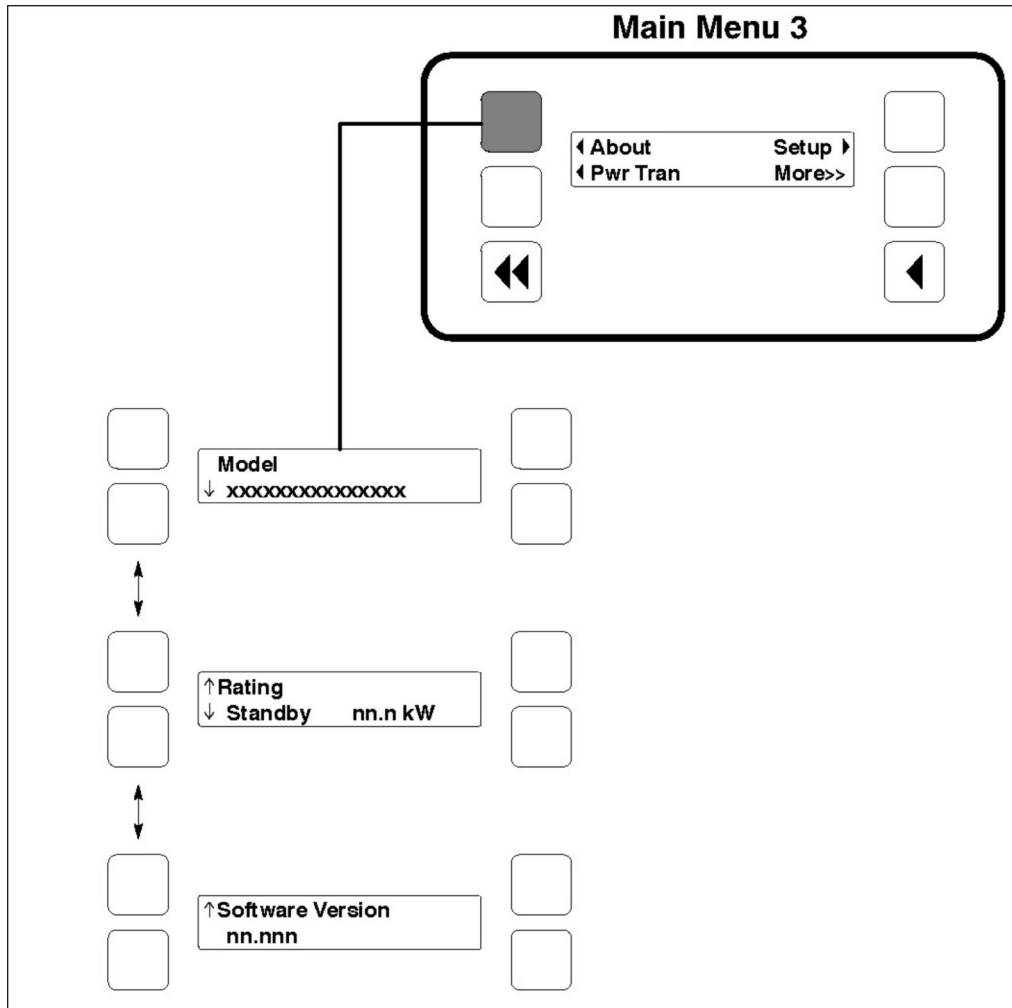 Main Menu 3
About Setup
Pwr Tran More>>
Model
↓ xxxxxxxxxxxxxxx
↑Rating
↓ Standby nn.n kW
↑Software Version
nn.nnn